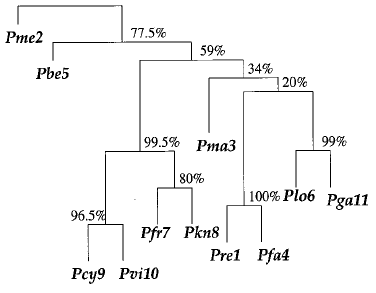 Pme2
77.5%
59%
Pbe5
34%
20%
99.5%
Pma3
99%
80%
100%
Plo6
Pga11
96.5%
Pfr7
Pkn8
Pre1
Pfa4
Pcy9
Pvi10